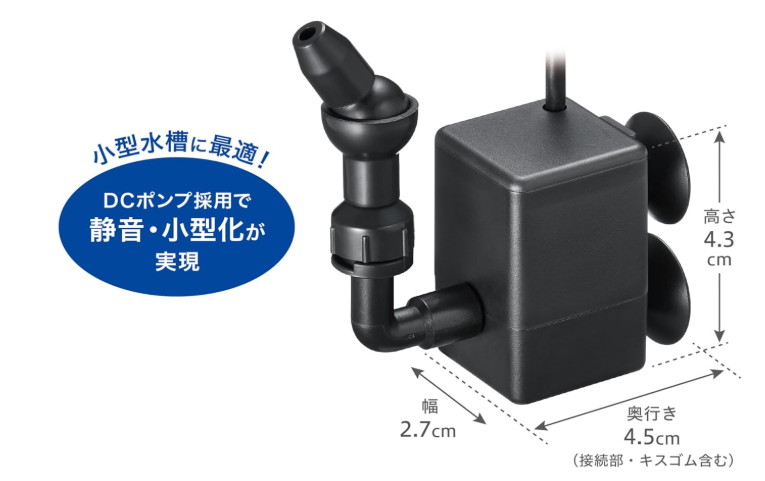 小型水槽に最適！
DCポンプ採用で
静音・小型化が
実現
高さ
4.3
cm
幅
2.7cm
奥行き
4.5cm
（接続部・キスゴム含む）